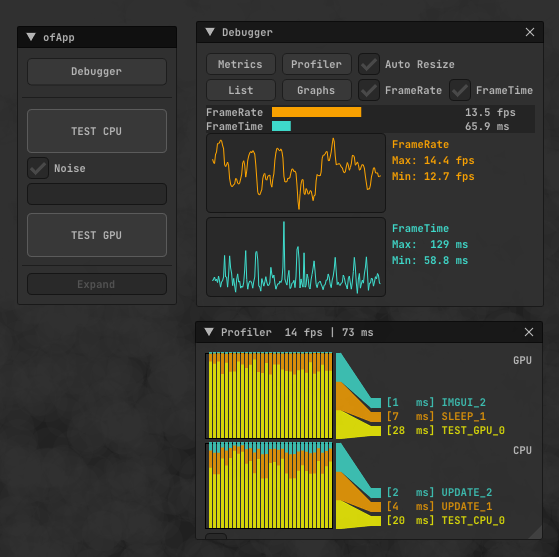 ofApp
Debugger
TEST CPU
Noise
TEST GPU
Expand
Debugger
Metrics Profiler Auto Resize
List Graphs FrameRate FrameTime
FrameRate 13.5 fps
FrameTime 65.9 ms
FrameRate
Max: 14.4 fps
Min: 12.7 fps
FrameTime
Max: 129 ms
Min: 58.8 ms
Profiler 14 fps | 73 ms
GPU
[1 ms] IMGUI_2
[7 ms] SLEEP_1
[28 ms] TEST_GPU_0
CPU
[2 ms] UPDATE_2
[4 ms] UPDATE_1
[20 ms] TEST_CPU_0